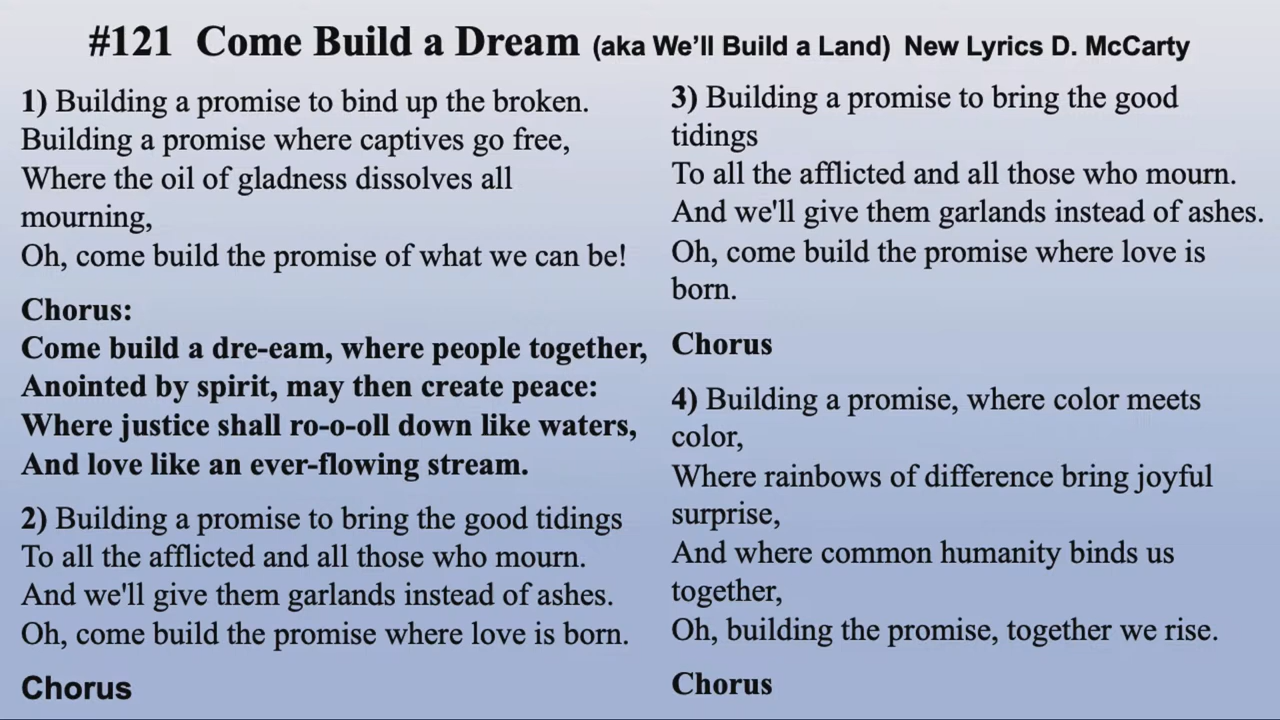 #121 Come Build a Dream (aka We’ll Build a Land) New Lyrics D. McCarty
1) Building a promise to bind up the broken.
Building a promise where captives go free,
Where the oil of gladness dissolves all
mourning,
Oh, come build the promise of what we can be!
Chorus:
Come build a dre-eam, where people together,
Anointed by spirit, may then create peace:
Where justice shall ro-o-oll down like waters,
And love like an ever-flowing stream.
2) Building a promise to bring the good tidings
To all the afflicted and all those who mourn.
And we'll give them garlands instead of ashes.
Oh, come build the promise where love is born.
Chorus
3) Building a promise to bring the good
tidings
To all the afflicted and all those who mourn.
And we'll give them garlands instead of ashes.
Oh, come build the promise where love is
born.
Chorus
4) Building a promise, where color meets
color,
Where rainbows of difference bring joyful
surprise,
And where common humanity binds us
together,
Oh, building the promise, together we rise.
Chorus